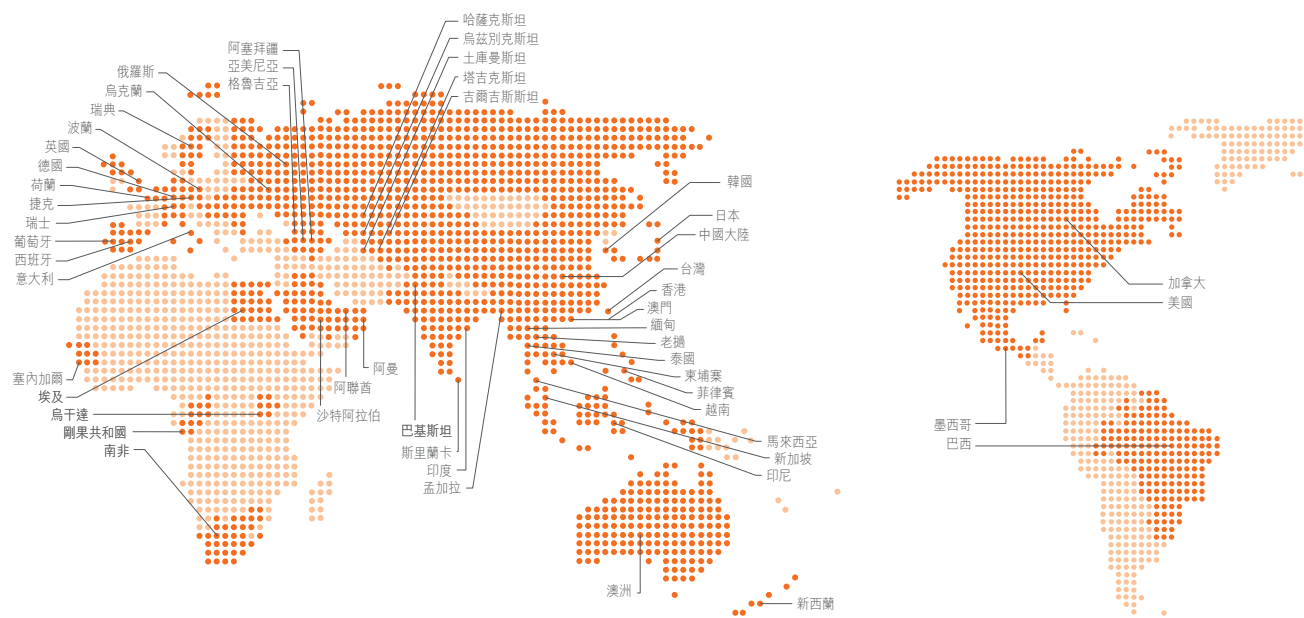 哈薩克斯坦
烏茲別克斯坦
土庫曼斯坦
塔吉克斯坦
吉爾吉斯斯坦
阿塞拜疆
亞美尼亞
格魯吉亞
俄羅斯
烏克蘭
瑞典
波蘭
英國
德國
荷蘭
捷克
瑞士
葡萄牙
西班牙
意大利
韓國
日本
中國大陸
台灣
香港
澳門
緬甸
老撾
泰國
柬埔寨
菲律賓
越南
塞內加爾
埃及
烏干達
剛果共和國
南非
阿曼
阿聯酋
沙特阿拉伯
巴基斯坦
斯里蘭卡
印度
孟加拉
馬來西亞
新加坡
印尼
澳洲
新西蘭
加拿大
美國
墨西哥
巴西